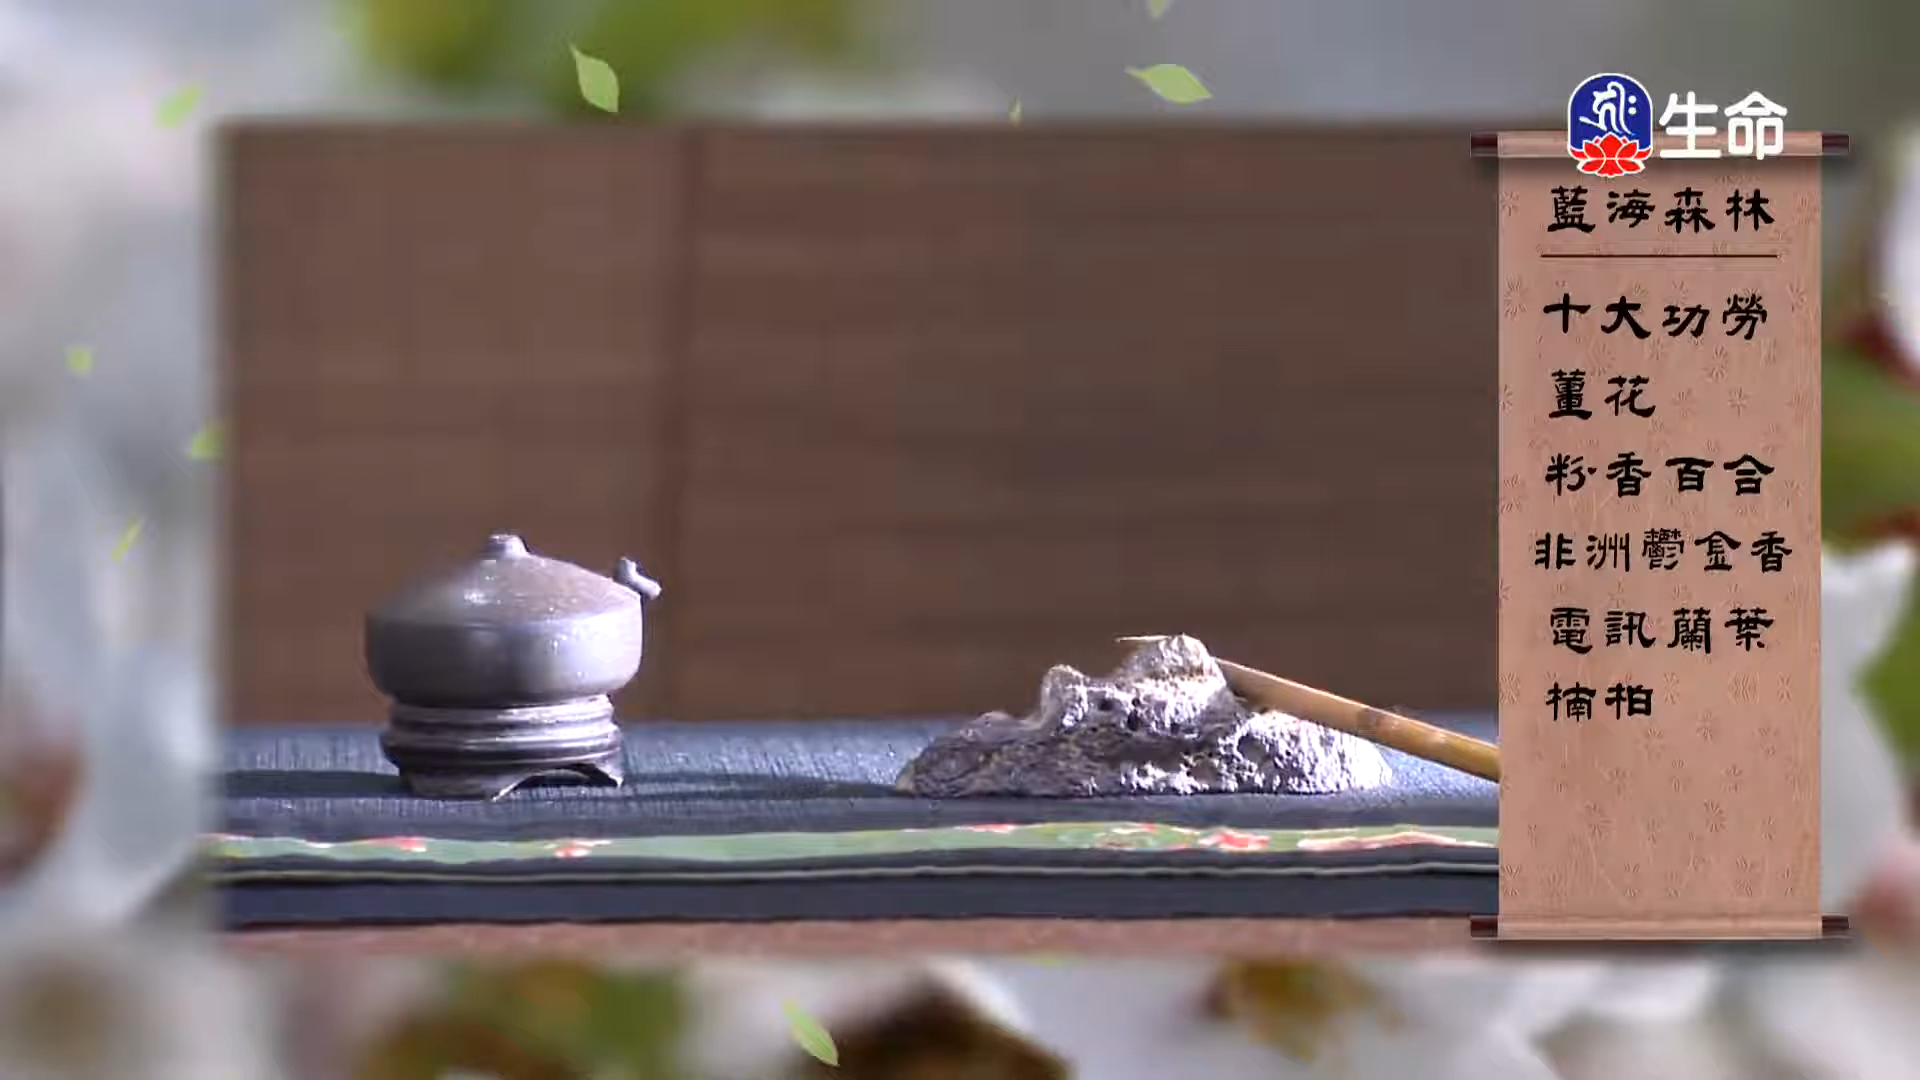 生命
藍海森林
十大功勞
薑花
粉香百合
非洲鬱金香
電訊蘭葉
楠柏